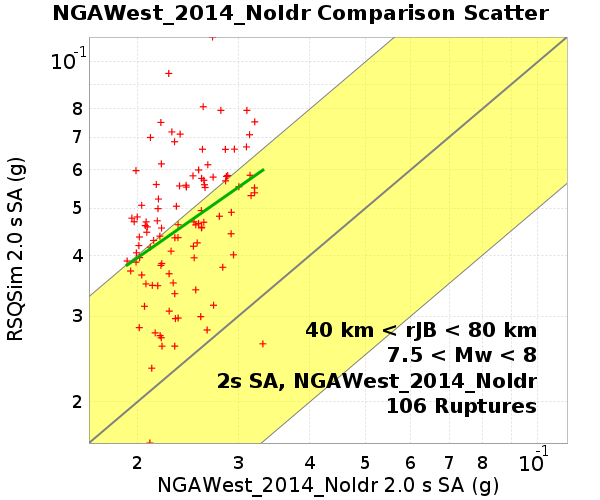 NGAWest_2014_NoIdr Comparison Scatter
RSQSim 2.0 s SA (g)
10-1
8
7
6
5
4
3
2
40 km < rJB < 80 km
7.5 < Mw < 8
2s SA, NGAWest_2014_NoIdr
106 Ruptures
2 3 4 5 6 7 8 10-1
NGAWest_2014_NoIdr 2.0 s SA (g)